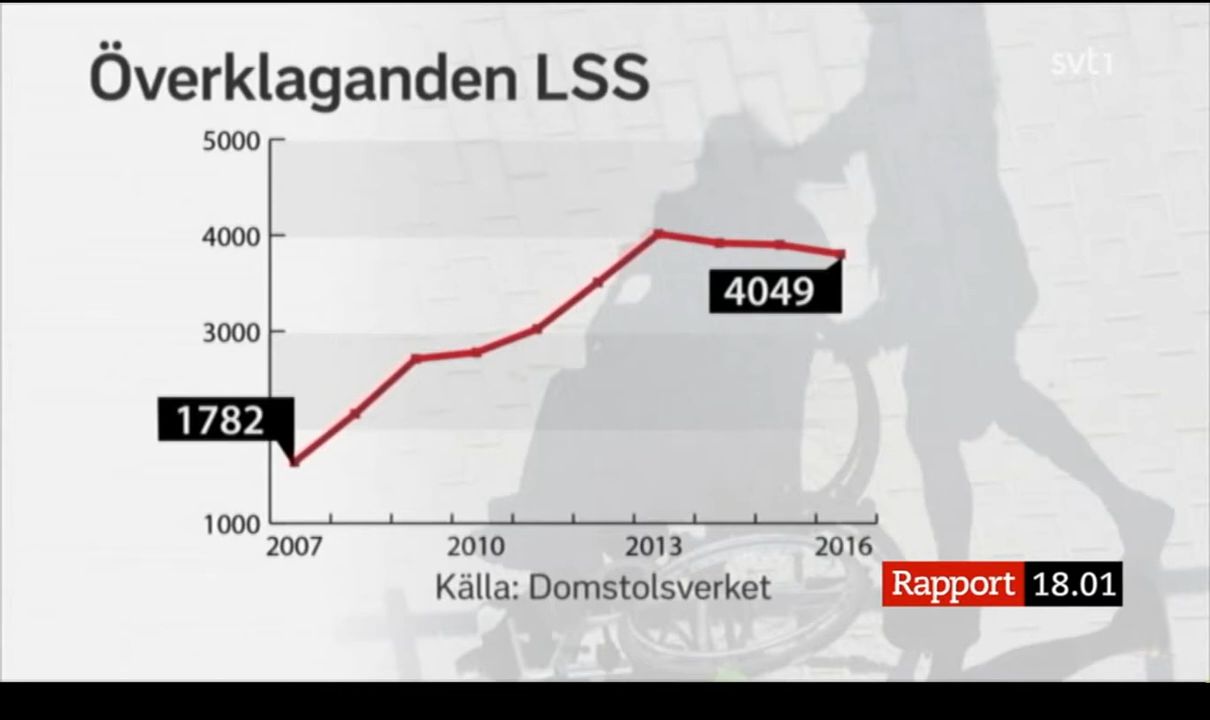 Överklaganden LSS
svt1
5000
4000
3000
4049
1782
1000
2007 2010 2013 2016
Källa: Domstolsverket
Rapport 18.01